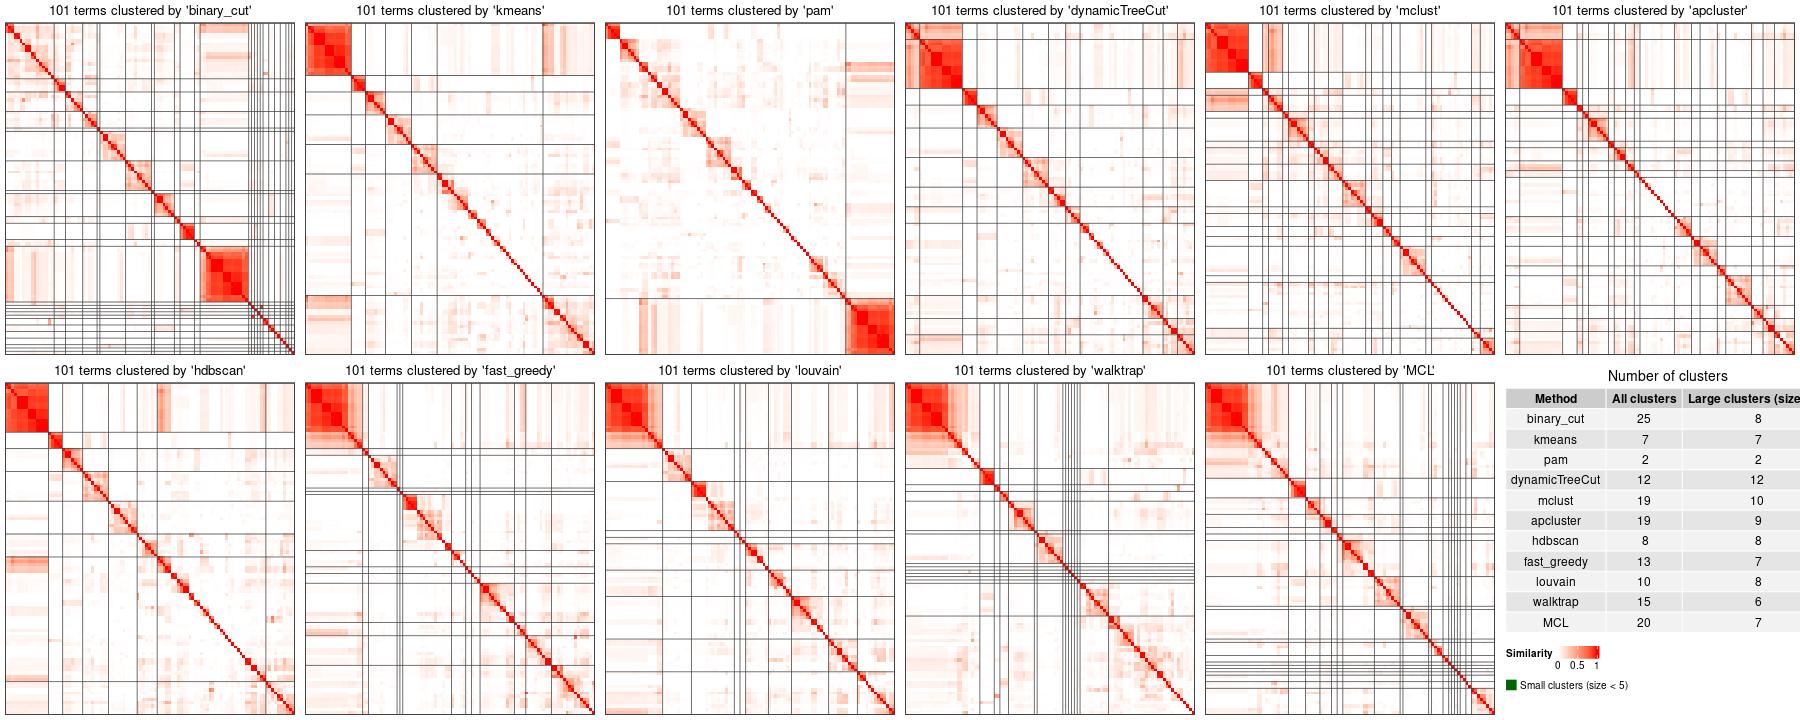 101 terms clustered by 'binary_cut'
101 terms clustered by 'kmeans'
101 terms clustered by 'pam'
101 terms clustered by 'dynamicTreeCut'
101 terms clustered by 'mclust'
101 terms clustered by 'apcluster'
101 terms clustered by 'hdbscan'
101 terms clustered by 'fast_greedy'
101 terms clustered by 'louvain'
101 terms clustered by 'walktrap'
101 terms clustered by 'MCL'
Number of clusters
Method All clusters Large clusters (size
binary_cut 25 8
kmeans 7 7
pam 2 2
dynamicTreeCut 12 12
mclust 19 10
apcluster 19 9
hdbscan 8 8
fast_greedy 13 7
louvain 10 8
walktrap 15 6
MCL 20 7
Similarity
0 0.5 1
Small clusters (size < 5)